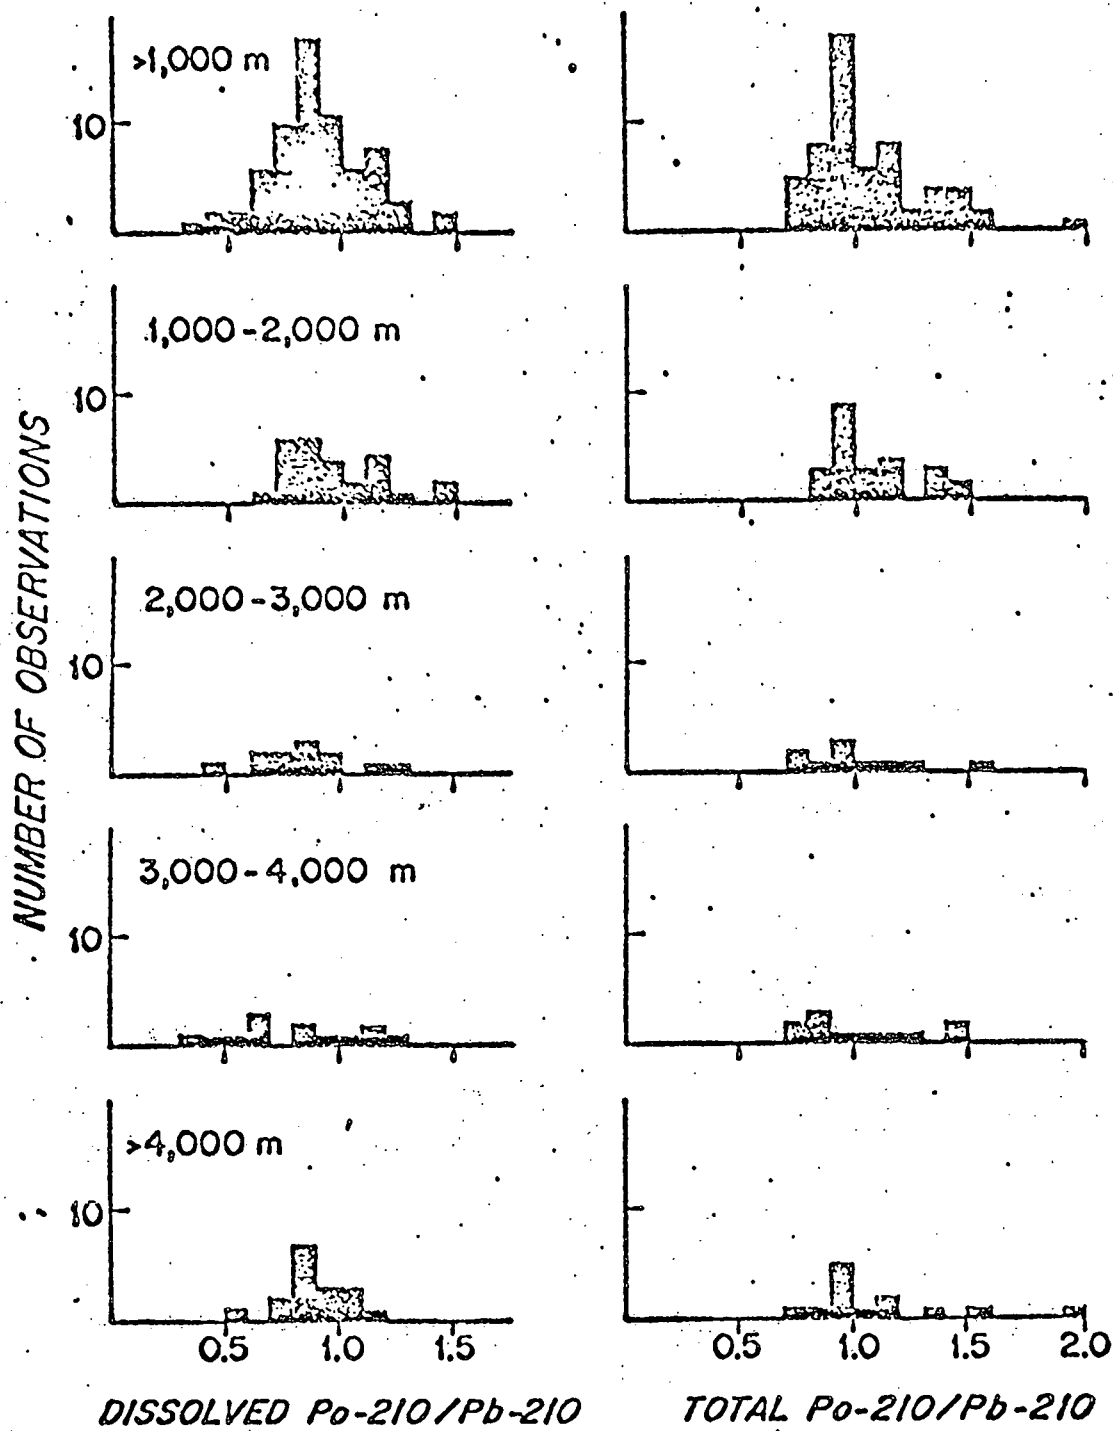 >1,000 m
10
1,000-2,000 m
10
2,000-3,000 m
10
3,000-4,000 m
10
>4,000 m
10
NUMBER OF OBSERVATIONS
0.5 1.0 1.5
0.5 1.0 1.5 2.0
DISSOLVED Po-210/Pb-210
TOTAL Po-210/Pb-210